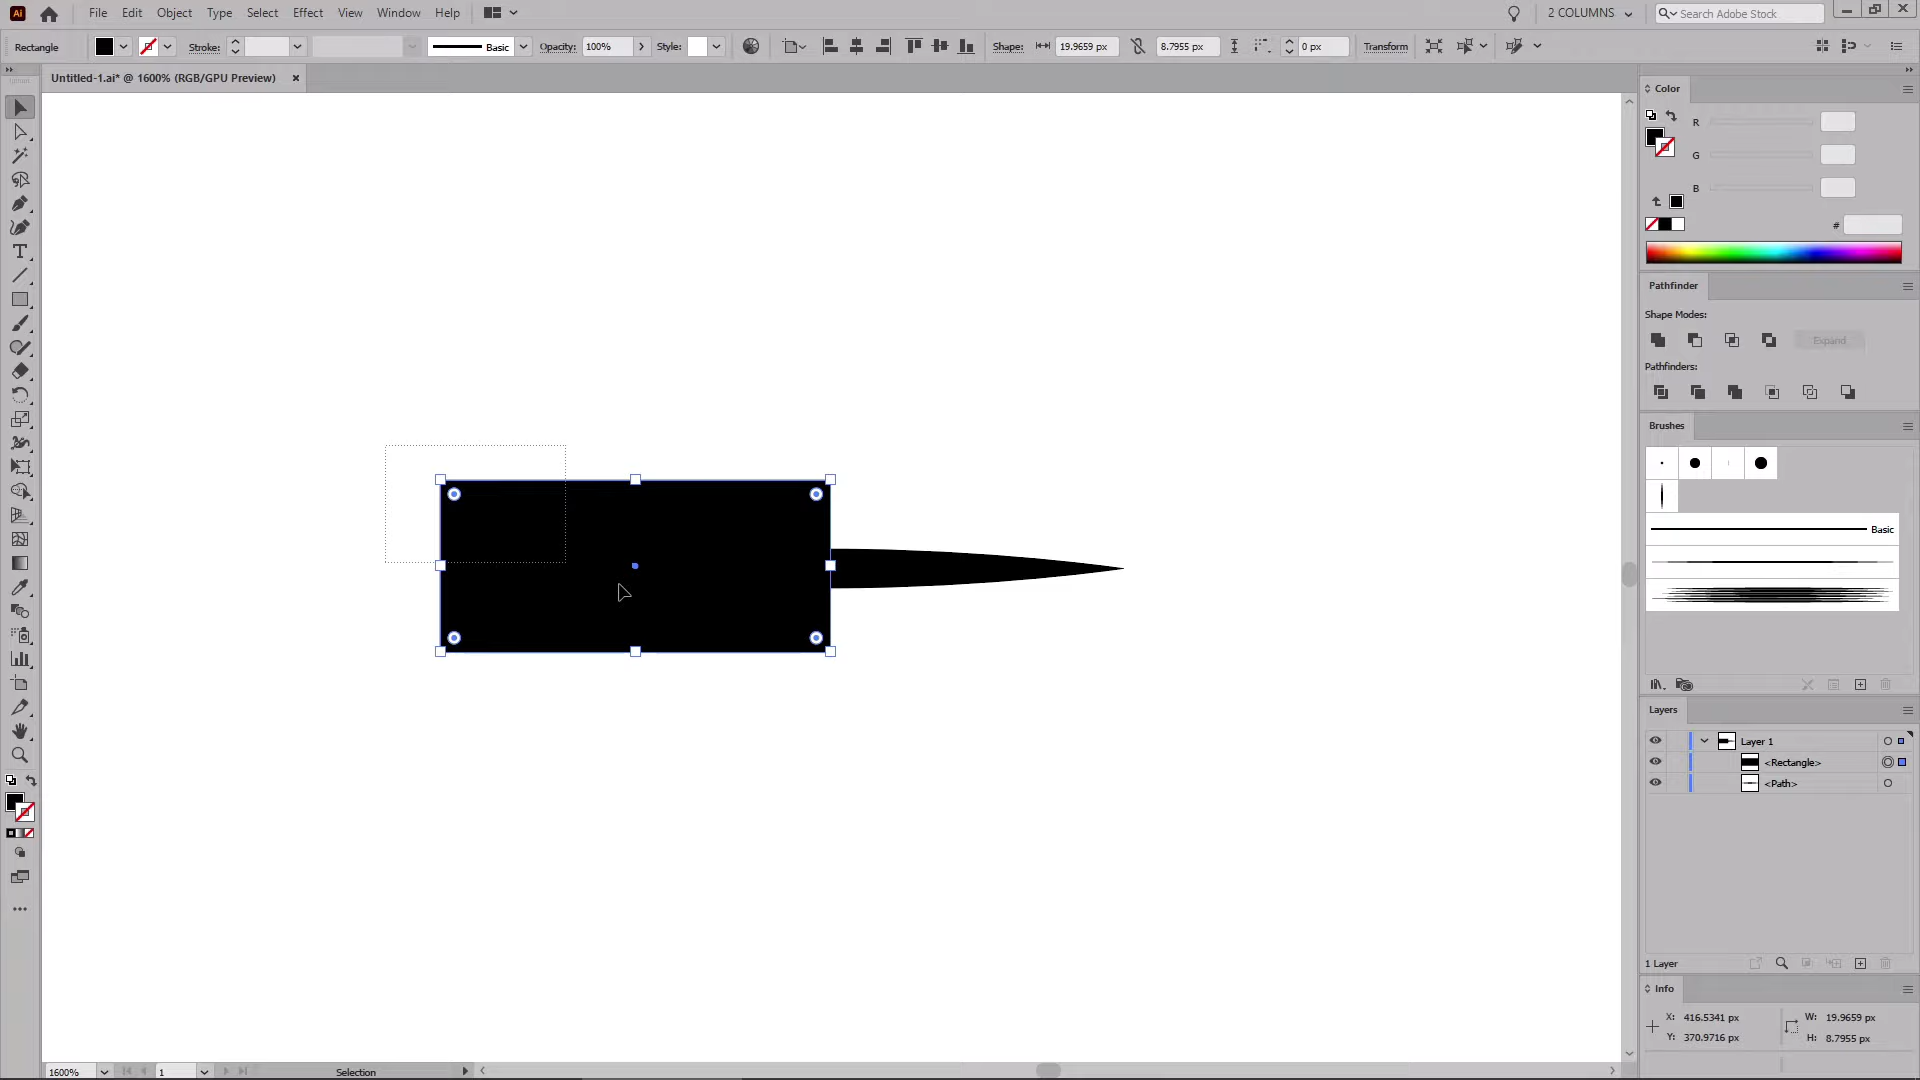 Ai File Edit Object Type Select Effect View Window Help 2 COLUMNS Search Adobe Stock
Rectangle Stroke: Basic Opacity: 100% Style: Shape: 19.9659 px 8.7955 px 0 px Transform
Untitled-1.ai* @ 1600% (RGB/GPU Preview)
Color
R
G
B
#
Pathfinder
Shape Modes:
Expand
Pathfinders:
Brushes
Basic
Layers
Layer 1
<Rectangle>
<Path>
1 Layer
Info
X: 416.5341 px W: 19.9659 px
Y: 370.9716 px H: 8.7955 px
1600% 1 Selection